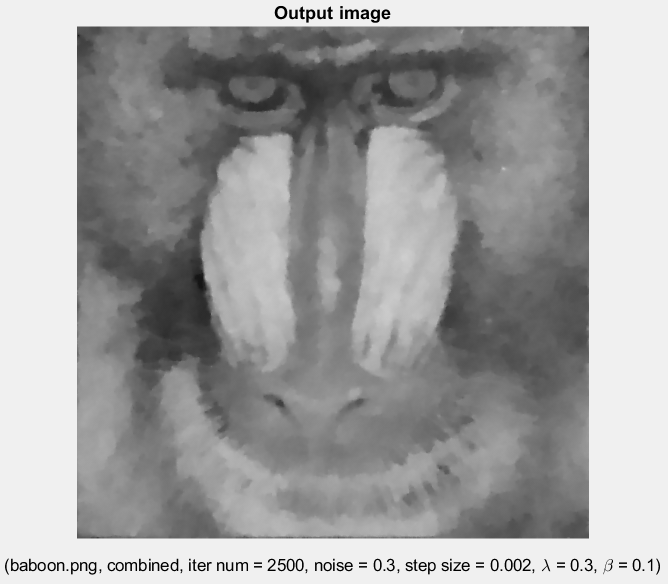 Output image
(baboon.png, combined, iter num = 2500, noise = 0.3, step size = 0.002, λ = 0.3, β = 0.1)